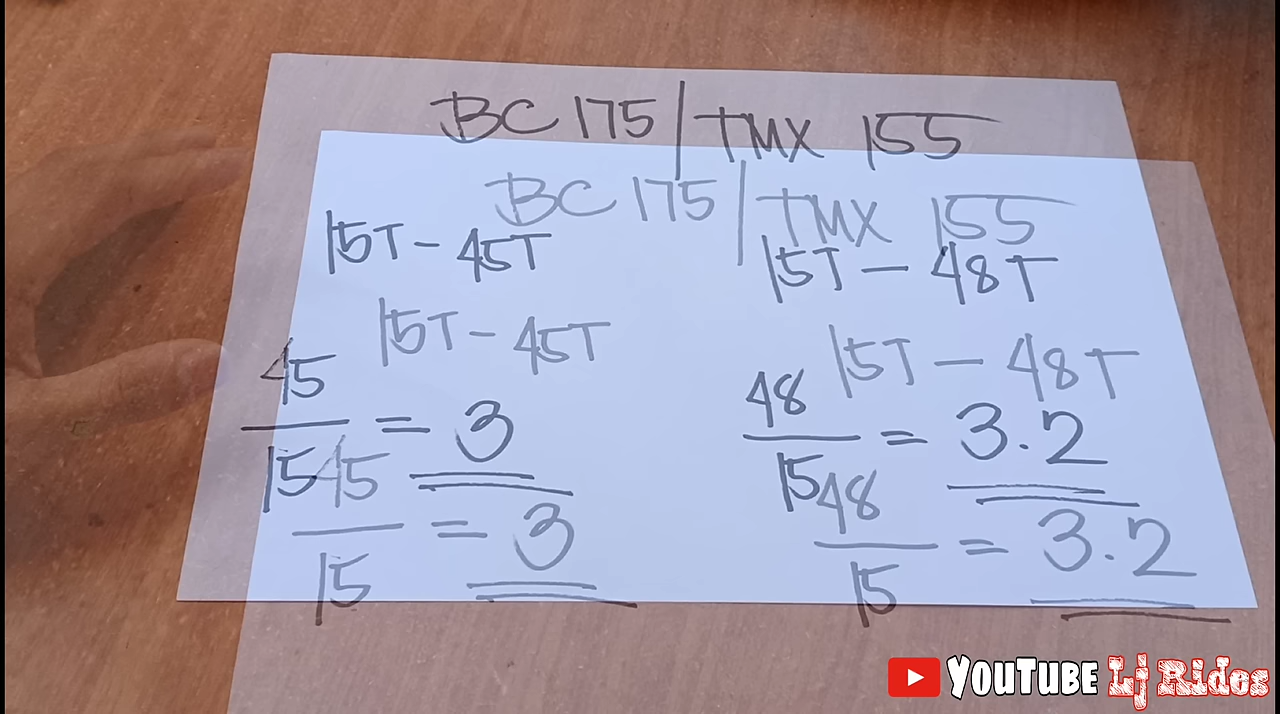 BC 175 / TMX 155
BC 175 / TMX 155
15T - 45T
15T - 48T
15T - 45T
15T - 48T
45
48
15
= 3
15
= 3.2
45
48
15
= 3
15
= 3.2
YOUTUBE Lj Rides